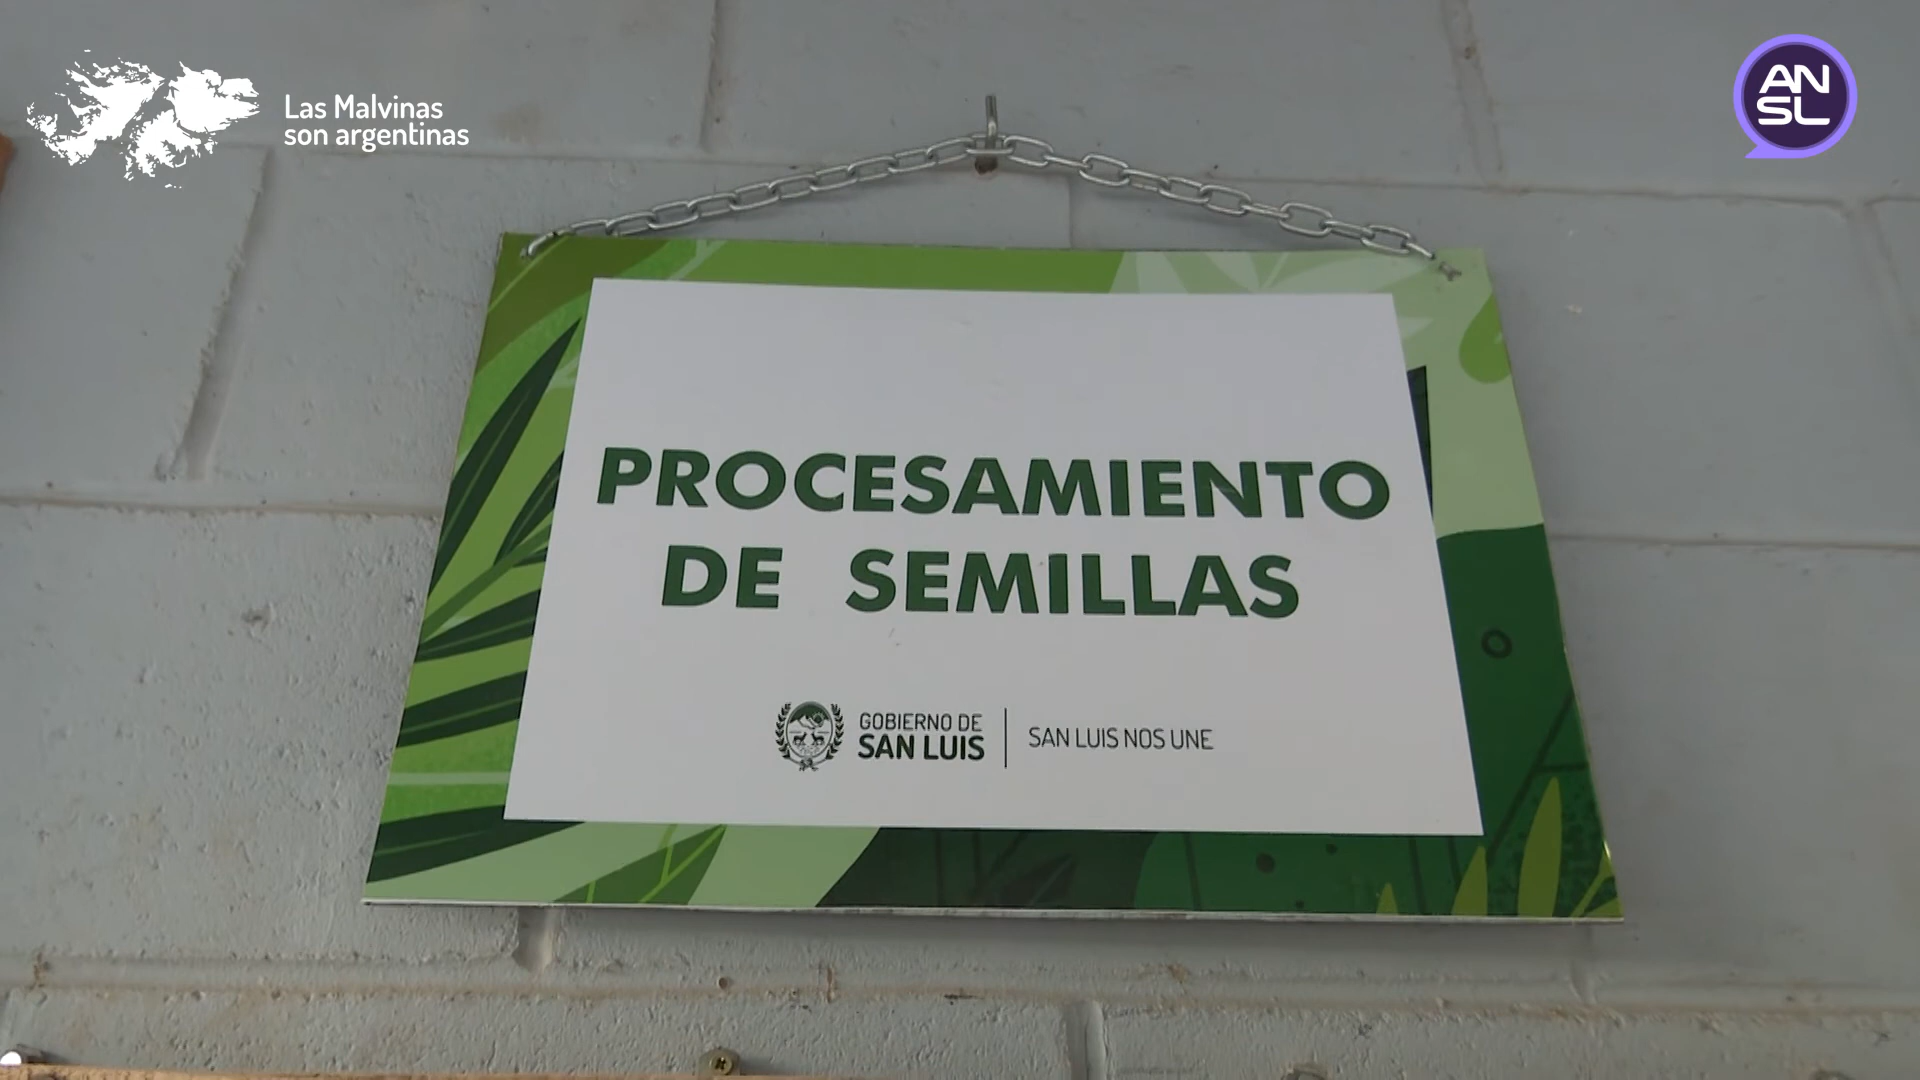 Las Malvinas
son argentinas
AN
SL
PROCESAMIENTO
DE SEMILLAS
GOBIERNO DE
SAN LUIS
SAN LUIS NOS UNE